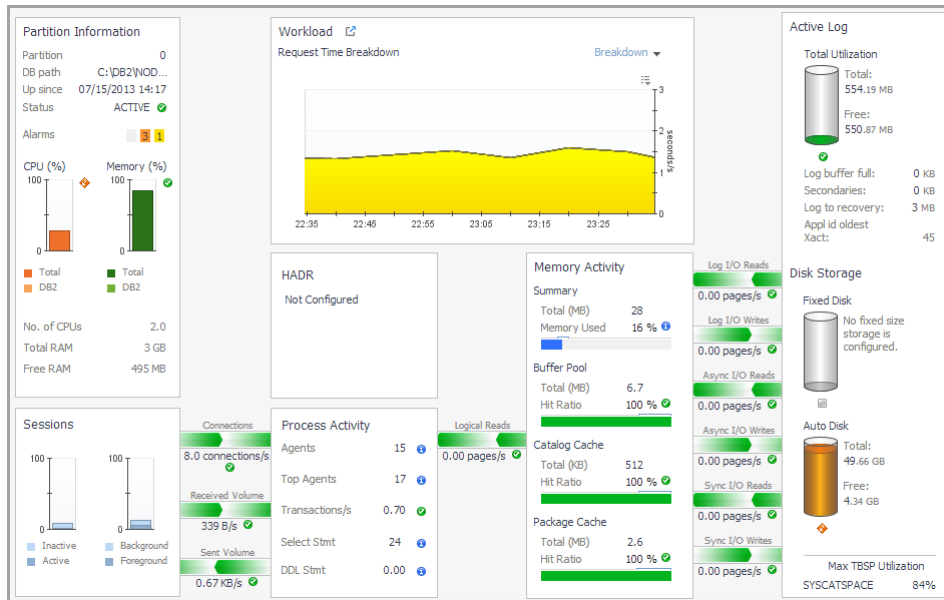 Partition Information
Partition 0
DB path C:\DB2\NOD...
Up since 07/15/2013 14:17
Status ACTIVE
Alarms 3 1
CPU (%) Memory (%)
100 100
0 0
Total Total
DB2 DB2
No. of CPUs 2.0
Total RAM 3 GB
Free RAM 495 MB
Workload
Request Time Breakdown Breakdown
3
2
1
0
seconds/s
22:35 22:45 22:55 23:05 23:15 23:25
Active Log
Total Utilization
Total:
554.19 MB
Free:
550.87 MB
Log buffer full: 0 KB
Secondaries: 0 KB
Log to recovery: 3 MB
Appl id oldest
Xact: 45
HADR
Not Configured
Memory Activity
Summary
Total (MB) 28
Memory Used 16 %
Buffer Pool
Total (MB) 6.7
Hit Ratio 100 %
Catalog Cache
Total (KB) 512
Hit Ratio 100 %
Package Cache
Total (MB) 2.6
Hit Ratio 100 %
Log I/O Reads
0.00 pages/s
Log I/O Writes
0.00 pages/s
Async I/O Reads
0.00 pages/s
Async I/O Writes
0.00 pages/s
Sync I/O Reads
0.00 pages/s
Sync I/O Writes
0.00 pages/s
Disk Storage
Fixed Disk
No fixed size
storage is
configured.
Auto Disk
Total:
49.66 GB
Free:
4.34 GB
Max TBSP Utilization
SYSCATSPACE 84%
Sessions
100 100
0 0
Inactive Background
Active Foreground
Connections
8.0 connections/s
Received Volume
339 B/s
Sent Volume
0.67 KB/s
Process Activity
Agents 15
Top Agents 17
Transactions/s 0.70
Select Stmt 24
DDL Stmt 0.00
Logical Reads
0.00 pages/s